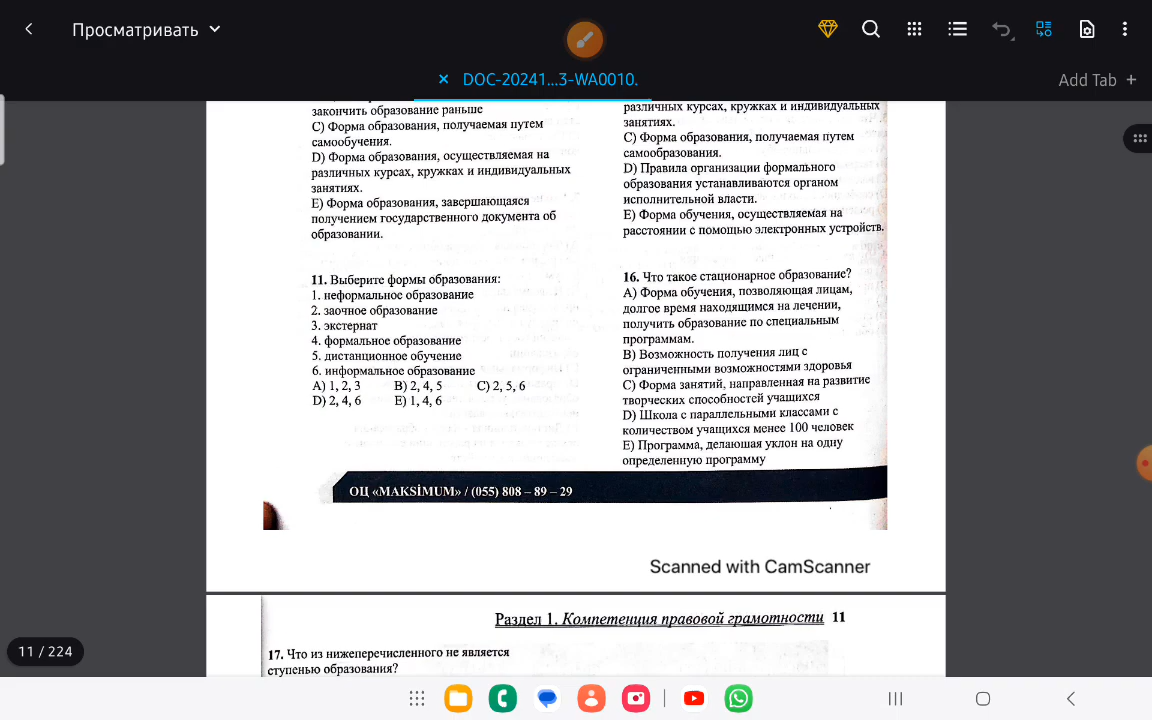 Просматривать
DOC-20241...3-WA0010.
Add Tab +
закончить образование раньше
C) Форма образования, получаемая путем
самообучения.
D) Форма образования, осуществляемая на
различных курсах, кружках и индивидуальных
занятиях.
E) Форма образования, завершающаяся
получением государственного документа об
образовании.
11. Выберите формы образования:
1. неформальное образование
2. заочное образование
3. экстернат
4. формальное образование
5. дистанционное обучение
6. информальное образование
A) 1, 2, 3 B) 2, 4, 5 C) 2, 5, 6
D) 2, 4, 6 E) 1, 4, 6
различных курсах, кружках и индивидуальных
занятиях.
C) Форма образования, получаемая путем
самообразования.
D) Правила организации формального
образования устанавливаются органом
исполнительной власти.
E) Форма обучения, осуществляемая на
расстоянии с помощью электронных устройств.
16. Что такое стационарное образование?
A) Форма обучения, позволяющая лицам,
долгое время находящимся на лечении,
получить образование по специальным
программам.
B) Возможность получения лиц с
ограниченными возможностями здоровья
C) Форма занятий, направленная на развитие
творческих способностей учащихся
D) Школа с параллельными классами с
количеством учащихся менее 100 человек
E) Программа, делаюшая уклон на одну
определенную программу
ОЦ «MAKSİMUM» / (055) 808 – 89 – 29
Scanned with CamScanner
Раздел 1. Компетенция правовой грамотности 11
17. Что из нижеперечисленного не является
ступенью образования?
11 / 224